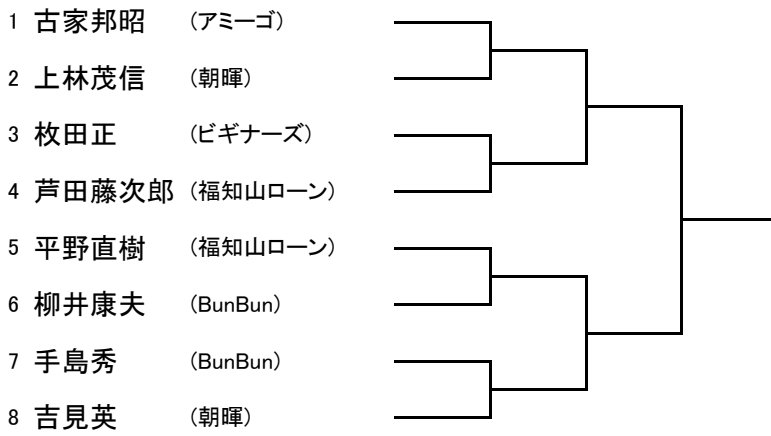 1 古家邦昭 (アミーゴ)
2 上林茂信 (朝暉)
3 枚田正 (ビギナーズ)
4 芦田藤次郎 (福知山ローン)
5 平野直樹 (福知山ローン)
6 柳井康夫 (BunBun)
7 手島秀 (BunBun)
8 吉見英 (朝暉)